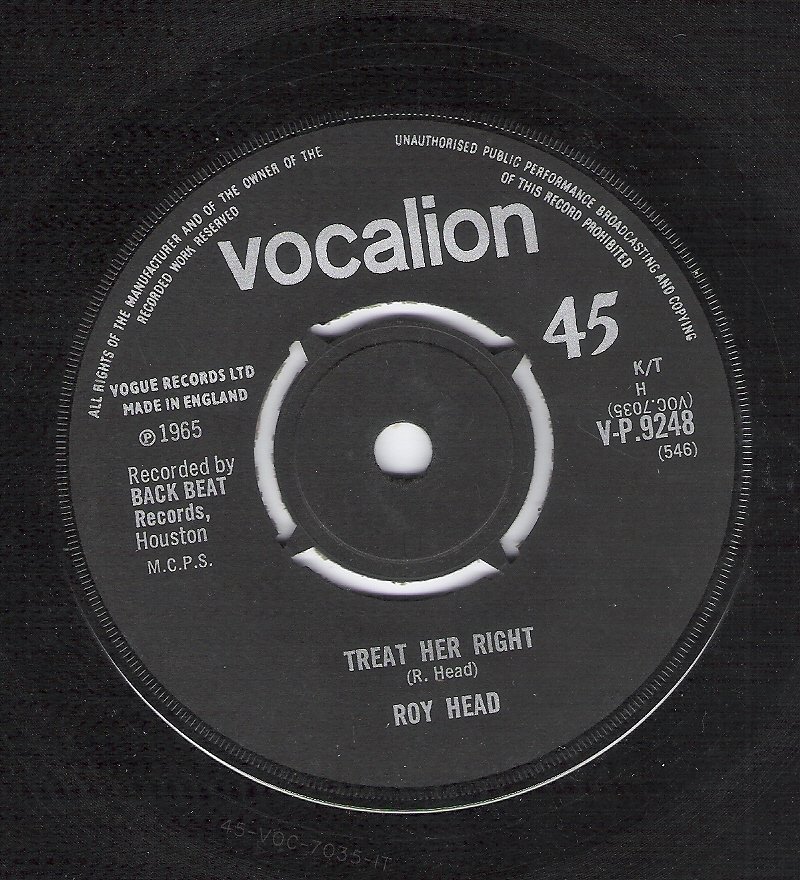 ALL RIGHTS OF THE MANUFACTURER AND OF THE OWNER OF THE
RECORDED WORK RESERVED
UNAUTHORISED PUBLIC PERFORMANCE BROADCASTING AND COPYING
OF THIS RECORD PROHIBITED
vocalion
45
VOGUE RECORDS LTD
MADE IN ENGLAND
℗ 1965
Recorded by
BACK BEAT
Records,
Houston
M.C.P.S.
K/T
H
(VOC.7035)
V-P.9248
(546)
TREAT HER RIGHT
(R. Head)
ROY HEAD
45-VOC-7035-1T